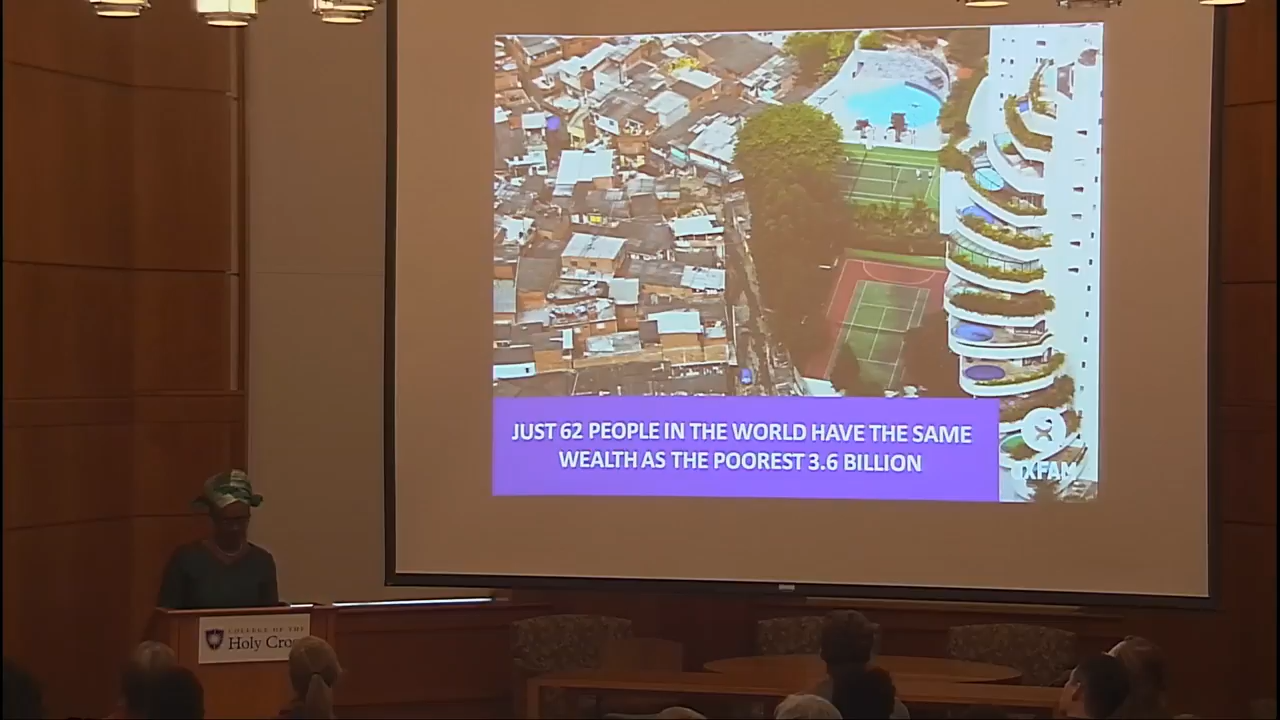 JUST 62 PEOPLE IN THE WORLD HAVE THE SAME
WEALTH AS THE POOREST 3.6 BILLION
OXFAM
COLLEGE OF THE
Holy Cro